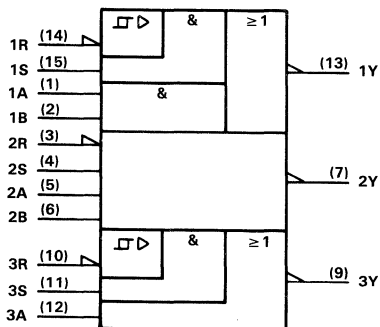 & ≥1
1R (14)
(13) 1Y
1S (15)
1A (1)
&
1B (2)
2R (3)
2S (4)
(7) 2Y
2A (5)
2B (6)
& ≥1
3R (10)
(9) 3Y
3S (11)
3A (12)